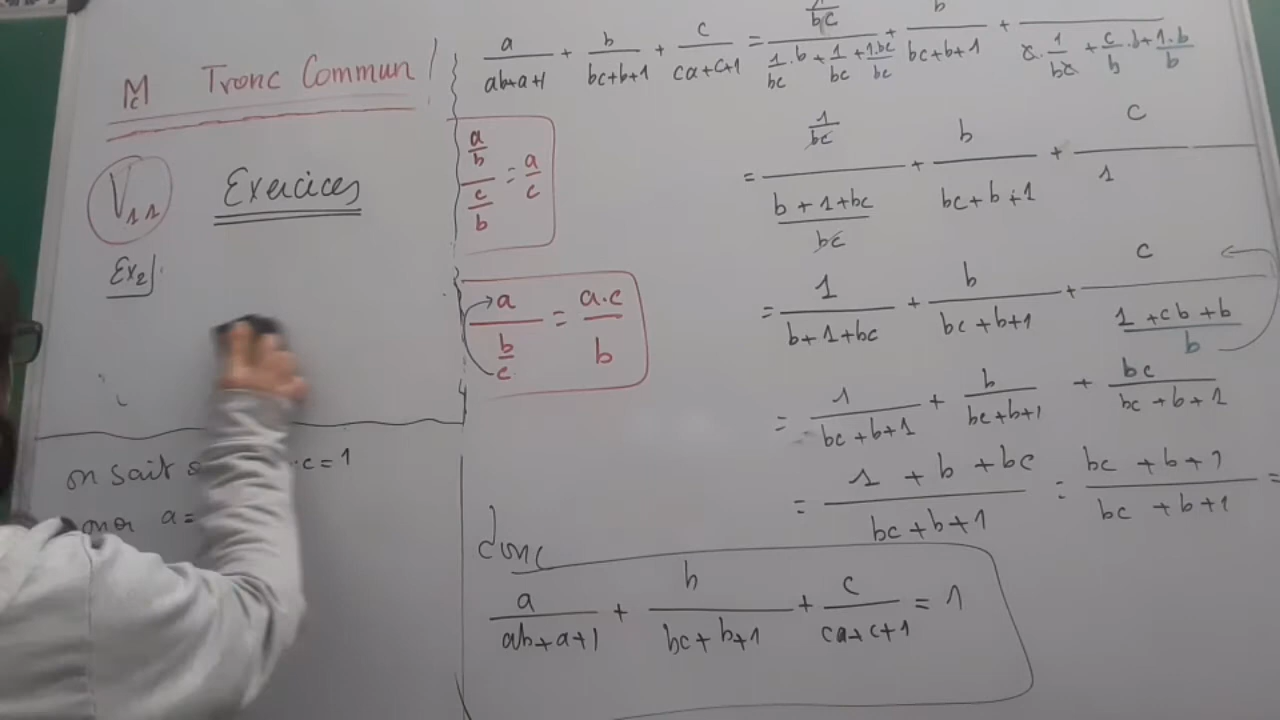 Tronc Commun
V11
Exercices
Ex2
on sait c=1
a=
a/b / c/b = a/c
a / b/c = a.c / b
a/ab+a+1 + b/bc+b+1 + c/ca+c+1 = 1/bc / 1/bc.b+1/bc+1.bc/bc + b/bc+b+1 +
= 1/bc / b+1+bc/bc + b/bc+b+1 + c / 1
= 1/b+1+bc + b/bc+b+1 + c / 1+cb+b/b
= 1/bc+b+1 + b/bc+b+1 + bc/bc+b+1
= 1+b+bc/bc+b+1 = bc+b+1/bc+b+1 =
donc
a/ab+a+1 + b/bc+b+1 + c/ca+c+1 = 1